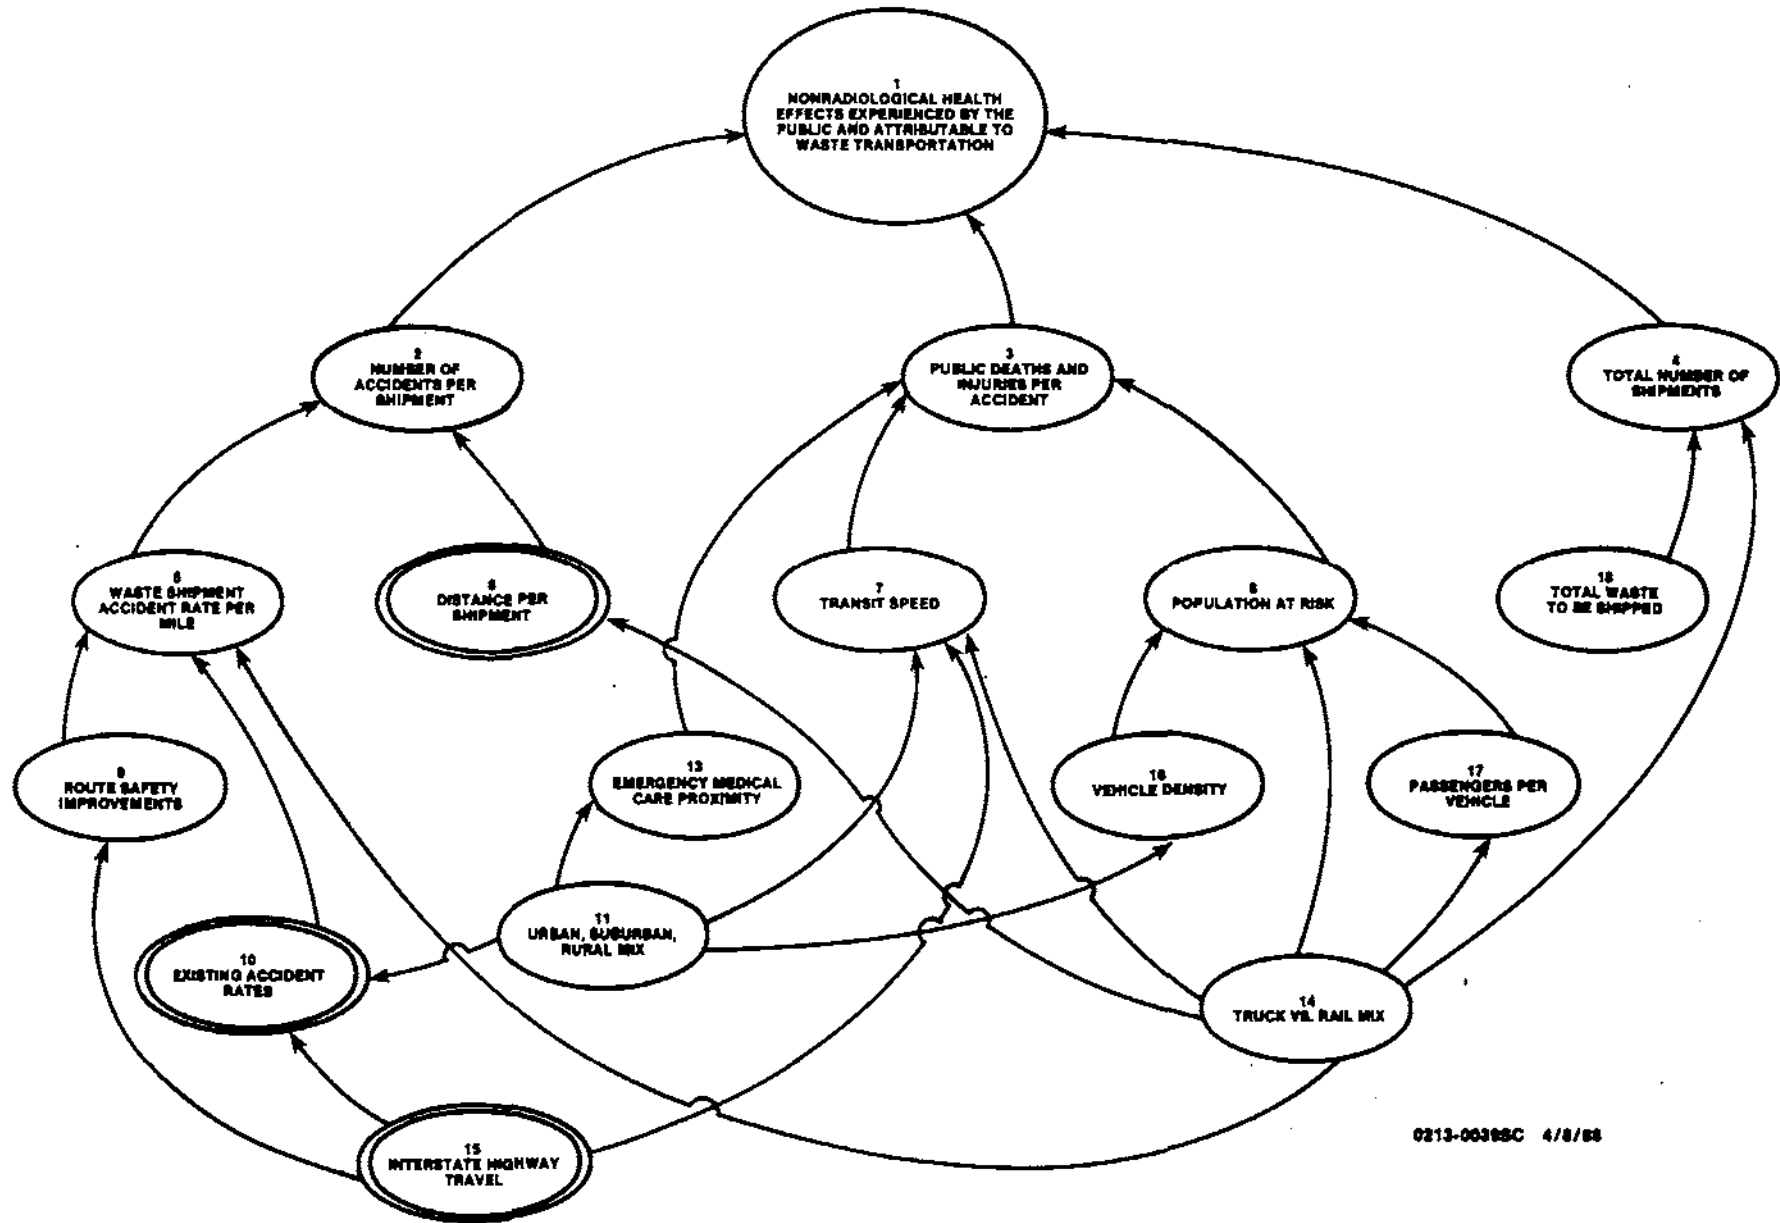 1
NONRADIOLOGICAL HEALTH
EFFECTS EXPERIENCED BY THE
PUBLIC AND ATTRIBUTABLE TO
WASTE TRANSPORTATION
2
NUMBER OF
ACCIDENTS PER
SHIPMENT
3
PUBLIC DEATHS AND
INJURIES PER
ACCIDENT
4
TOTAL NUMBER OF
SHIPMENTS
WASTE SHIPMENT
ACCIDENT RATE PER
MILE
DISTANCE PER
SHIPMENT
7
TRANSIT SPEED
POPULATION AT RISK
TOTAL WASTE
TO BE SHIPPED
9
ROUTE SAFETY
IMPROVEMENTS
13
EMERGENCY MEDICAL
CARE PROXIMITY
16
VEHICLE DENSITY
17
PASSENGERS PER
VEHICLE
10
EXISTING ACCIDENT
RATES
11
URBAN, SUBURBAN,
RURAL MIX
14
TRUCK VS. RAIL MIX
15
INTERSTATE HIGHWAY
TRAVEL